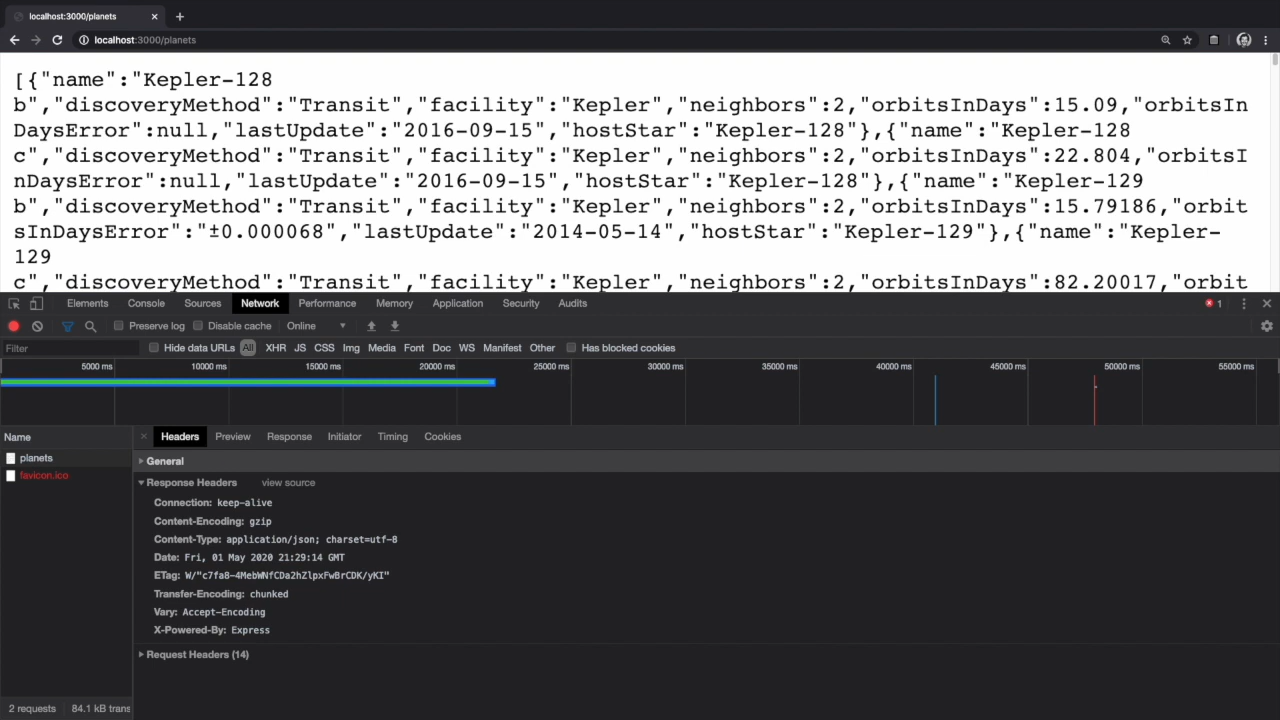 localhost:3000/planets
localhost:3000/planets
[{"name":"Kepler-128
b","discoveryMethod":"Transit","facility":"Kepler","neighbors":2,"orbitsInDays":15.09,"orbitsIn
DaysError":null,"lastUpdate":"2016-09-15","hostStar":"Kepler-128"},{"name":"Kepler-128
c","discoveryMethod":"Transit","facility":"Kepler","neighbors":2,"orbitsInDays":22.804,"orbitsI
nDaysError":null,"lastUpdate":"2016-09-15","hostStar":"Kepler-128"},{"name":"Kepler-129
b","discoveryMethod":"Transit","facility":"Kepler","neighbors":2,"orbitsInDays":15.79186,"orbit
sInDaysError":"±0.000068","lastUpdate":"2014-05-14","hostStar":"Kepler-129"},{"name":"Kepler-
129
c","discoveryMethod":"Transit","facility":"Kepler","neighbors":2,"orbitsInDays":82.20017,"orbit
Elements Console Sources Network Performance Memory Application Security Audits 1
Preserve log Disable cache Online
Filter Hide data URLs All XHR JS CSS Img Media Font Doc WS Manifest Other Has blocked cookies
5000 ms 10000 ms 15000 ms 20000 ms 25000 ms 30000 ms 35000 ms 40000 ms 45000 ms 50000 ms 55000 ms
Name Headers Preview Response Initiator Timing Cookies
planets
favicon.ico
General
Response Headers view source
Connection: keep-alive
Content-Encoding: gzip
Content-Type: application/json; charset=utf-8
Date: Fri, 01 May 2020 21:29:14 GMT
ETag: W/"c7fa8-4MebWNfCDa2hZlpxFwBrCDK/yKI"
Transfer-Encoding: chunked
Vary: Accept-Encoding
X-Powered-By: Express
Request Headers (14)
2 requests 84.1 kB trans